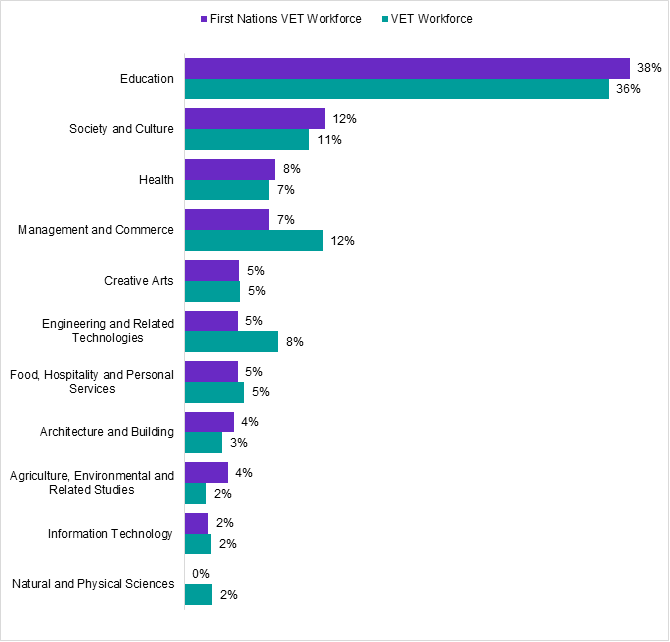 First Nations VET Workforce VET Workforce
Education
38%
36%
Society and Culture
12%
11%
Health
8%
7%
Management and Commerce
7%
12%
Creative Arts
5%
5%
Engineering and Related
Technologies
5%
8%
Food, Hospitality and Personal
Services
5%
5%
Architecture and Building
4%
3%
Agriculture, Environmental and
Related Studies
4%
2%
Information Technology
2%
2%
Natural and Physical Sciences
0%
2%